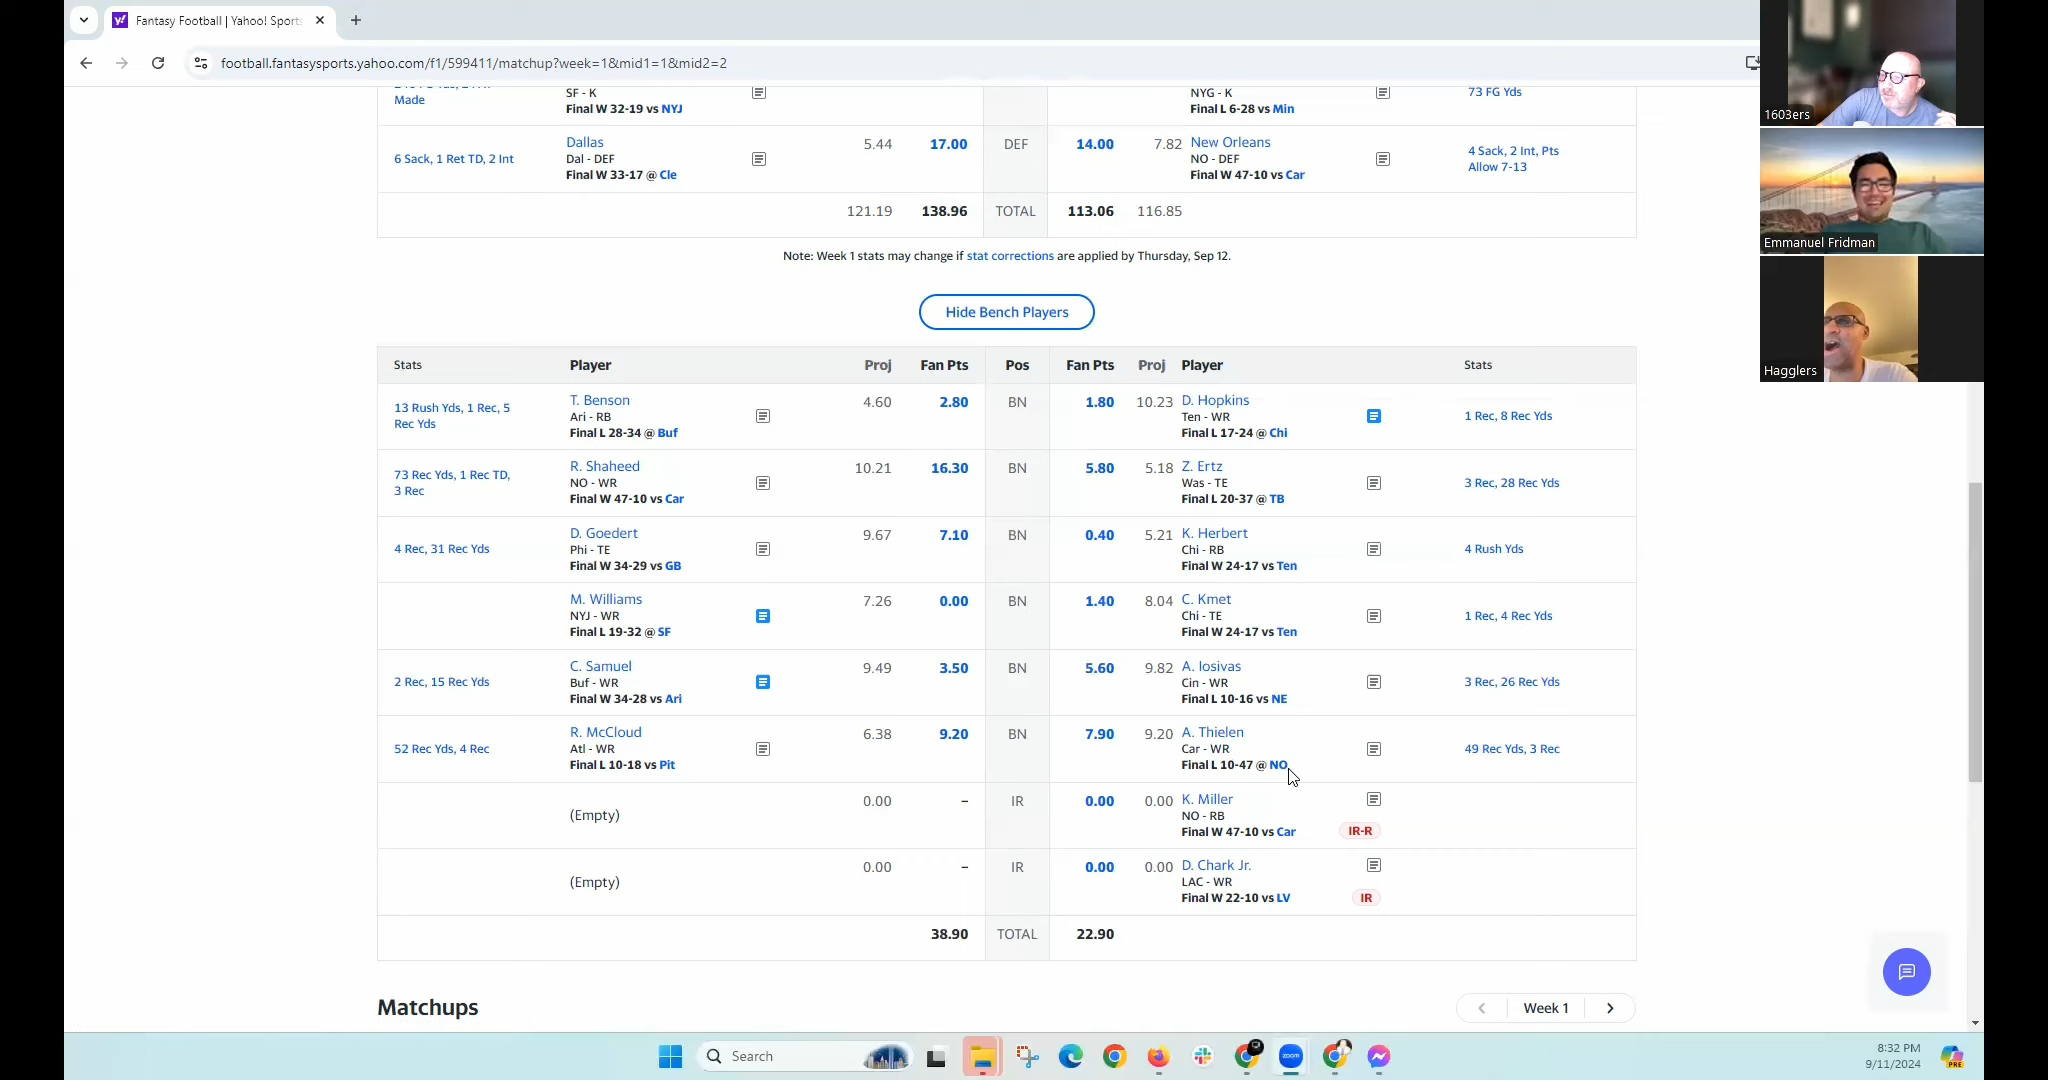 Fantasy Football | Yahoo! Sports
football.fantasysports.yahoo.com/f1/599411/matchup?week=1&mid1=1&mid2=2
Made
SF - K
Final W 32-19 vs NYJ
NYG - K
Final L 6-28 vs Min
73 FG Yds
6 Sack, 1 Ret TD, 2 Int
Dallas
Dal - DEF
Final W 33-17 @ Cle
5.44
17.00
DEF
14.00
7.82
New Orleans
NO - DEF
Final W 47-10 vs Car
4 Sack, 2 Int, Pts
Allow 7-13
121.19
138.96
TOTAL
113.06
116.85
Note: Week 1 stats may change if stat corrections are applied by Thursday, Sep 12.
Hide Bench Players
Stats Player Proj Fan Pts Pos Fan Pts Proj Player Stats
13 Rush Yds, 1 Rec, 5
Rec Yds
T. Benson
Ari - RB
Final L 28-34 @ Buf
4.60
2.80
BN
1.80
10.23
D. Hopkins
Ten - WR
Final L 17-24 @ Chi
1 Rec, 8 Rec Yds
73 Rec Yds, 1 Rec TD,
3 Rec
R. Shaheed
NO - WR
Final W 47-10 vs Car
10.21
16.30
BN
5.80
5.18
Z. Ertz
Was - TE
Final L 20-37 @ TB
3 Rec, 28 Rec Yds
4 Rec, 31 Rec Yds
D. Goedert
Phi - TE
Final W 34-29 vs GB
9.67
7.10
BN
0.40
5.21
K. Herbert
Chi - RB
Final W 24-17 vs Ten
4 Rush Yds
M. Williams
NYJ - WR
Final L 19-32 @ SF
7.26
0.00
BN
1.40
8.04
C. Kmet
Chi - TE
Final W 24-17 vs Ten
1 Rec, 4 Rec Yds
2 Rec, 15 Rec Yds
C. Samuel
Buf - WR
Final W 34-28 vs Ari
9.49
3.50
BN
5.60
9.82
A. Iosivas
Cin - WR
Final L 10-16 vs NE
3 Rec, 26 Rec Yds
52 Rec Yds, 4 Rec
R. McCloud
Atl - WR
Final L 10-18 vs Pit
6.38
9.20
BN
7.90
9.20
A. Thielen
Car - WR
Final L 10-47 @ NO
49 Rec Yds, 3 Rec
(Empty)
0.00
–
IR
0.00
0.00
K. Miller
NO - RB
Final W 47-10 vs Car
IR-R
(Empty)
0.00
–
IR
0.00
0.00
D. Chark Jr.
LAC - WR
Final W 22-10 vs LV
IR
38.90
TOTAL
22.90
Matchups
Week 1
1603ers
Emmanuel Fridman
Hagglers
Search
zoom
8:32 PM
9/11/2024
PRE